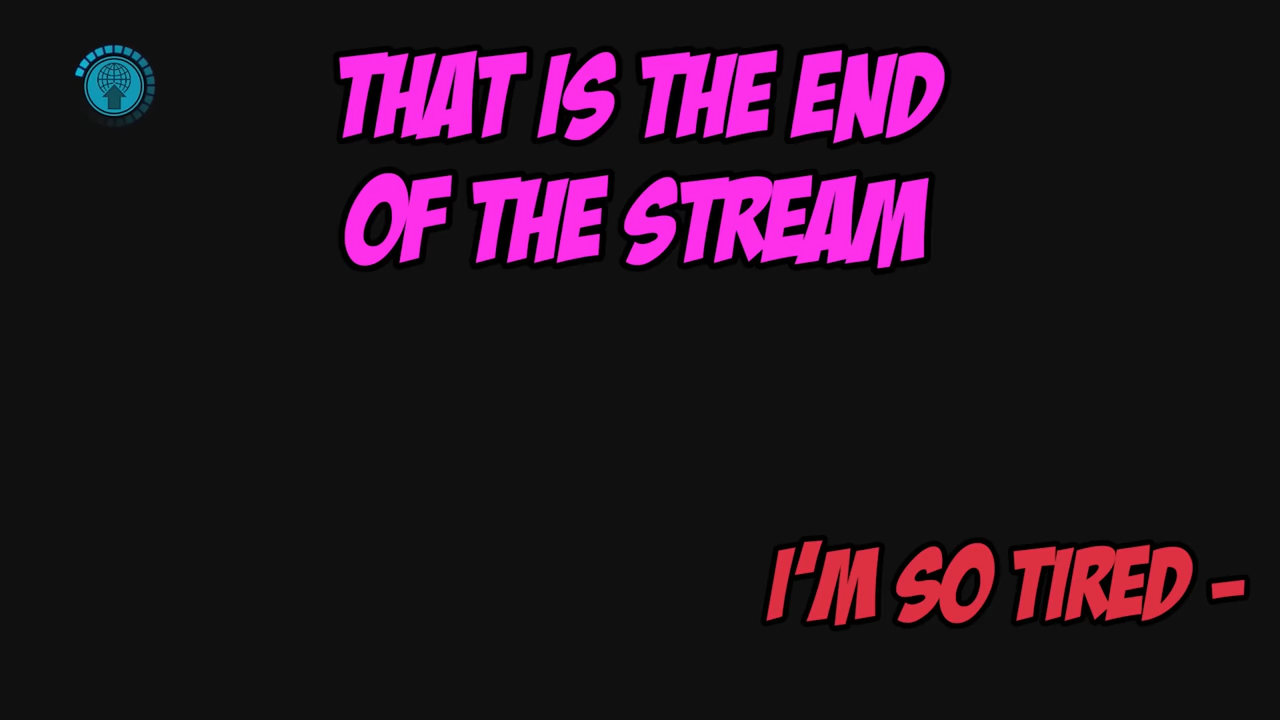 THAT IS THE END
OF THE STREAM
I'M SO TIRED -